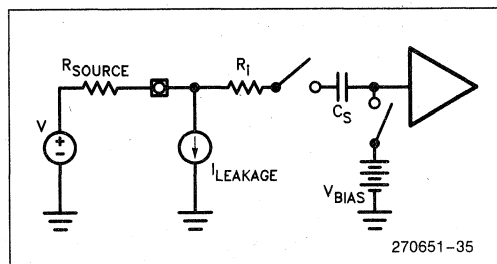 RSOURCE
RI
CS
V
+
−
ILEAKAGE
VBIAS
270651-35